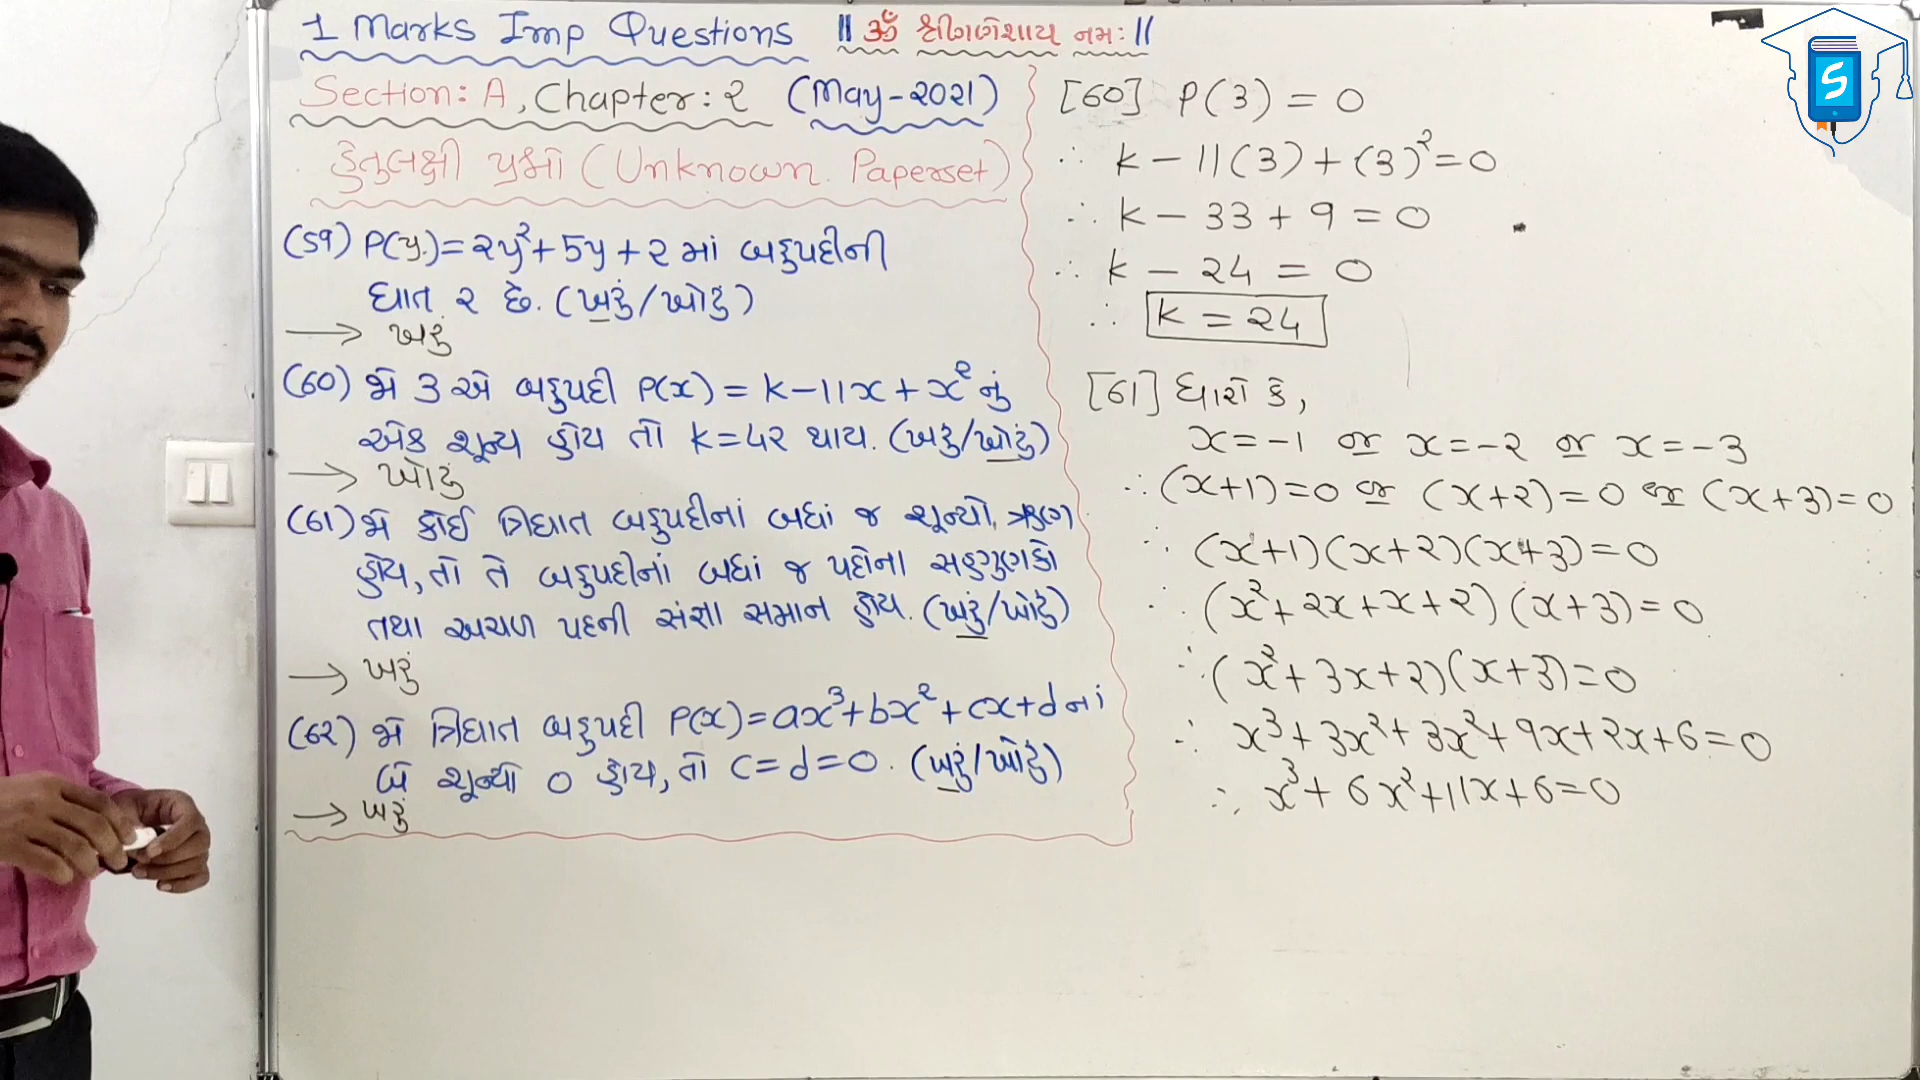 1 Marks Imp Questions || ૐ શ્રી ગણેશાય નમઃ ||
Section: A, Chapter: 2 (May-2021)
હેતુલક્ષી પ્રશ્નો (Unknown Paperset)
(59) P(y) = 2y² + 5y + 2 માં બહુપદીની
ઘાત ૨ છે. (ખરું/ખોટું)
→ ખરું
(60) જો 3 એ બહુપદી P(x) = k - 11x + x² નું
એક શૂન્ય હોય તો k = 42 થાય. (ખરું/ખોટું)
→ ખોટું
(61) જો કોઈ ત્રિઘાત બહુપદીનાં બધાં જ શૂન્યો ઋણ
હોય, તો તે બહુપદીનાં બધાં જ પદોના સહગુણકો
તથા અચળ પદની સંજ્ઞા સમાન હોય. (ખરું/ખોટું)
→ ખરું
(62) જો ત્રિઘાત બહુપદી P(x) = ax³ + bx² + cx + d નાં
બે શૂન્યો 0 હોય, તો c = d = 0. (ખરું/ખોટું)
→ ખરું
[60] P(3) = 0
∴ k - 11(3) + (3)² = 0
∴ k - 33 + 9 = 0
∴ k - 24 = 0
∴ k = 24
[61] ધારો કે,
x = -1 or x = -2 or x = -3
∴ (x+1) = 0 or (x+2) = 0 or (x+3) = 0
∴ (x+1)(x+2)(x+3) = 0
∴ (x² + 2x + x + 2)(x+3) = 0
∴ (x² + 3x + 2)(x+3) = 0
∴ x³ + 3x² + 3x² + 9x + 2x + 6 = 0
∴ x³ + 6x² + 11x + 6 = 0
S